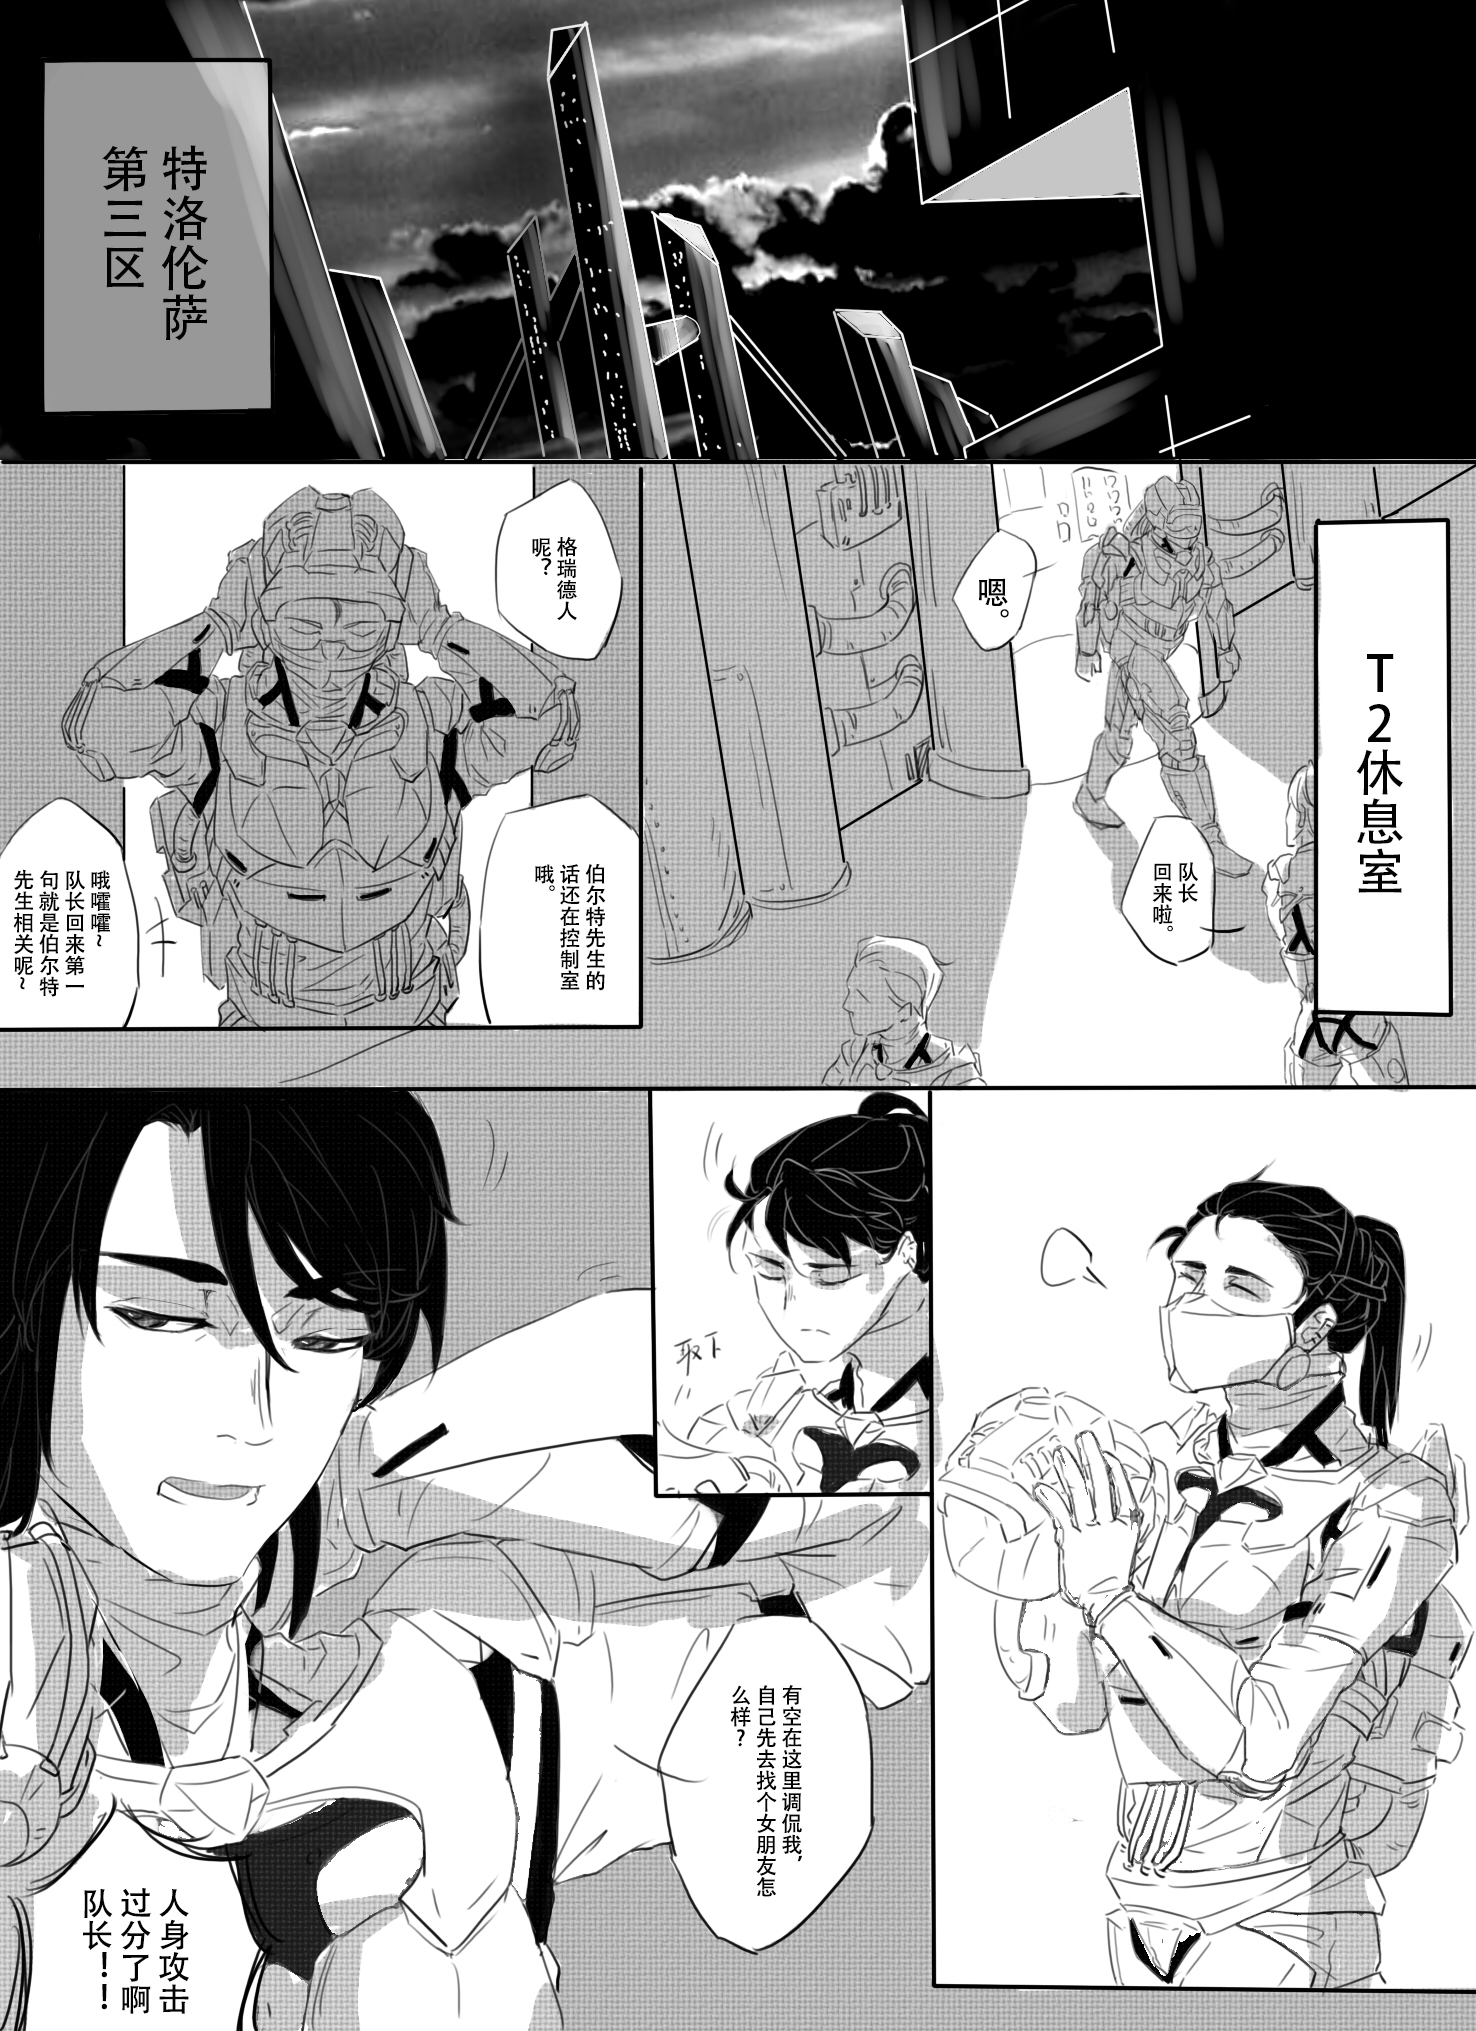 特洛伦萨
第三区
T2休息室
队长
回来啦。
嗯。
格瑞德人
呢？
伯尔特先生的
话还在控制室
哦。
哦嚯嚯~
队长回来第一
句就是伯尔特
先生相关呢~
取下
有空在这里调侃我，
自己先去找个女朋友怎
么样？
人身攻击
过分了啊
队长！！